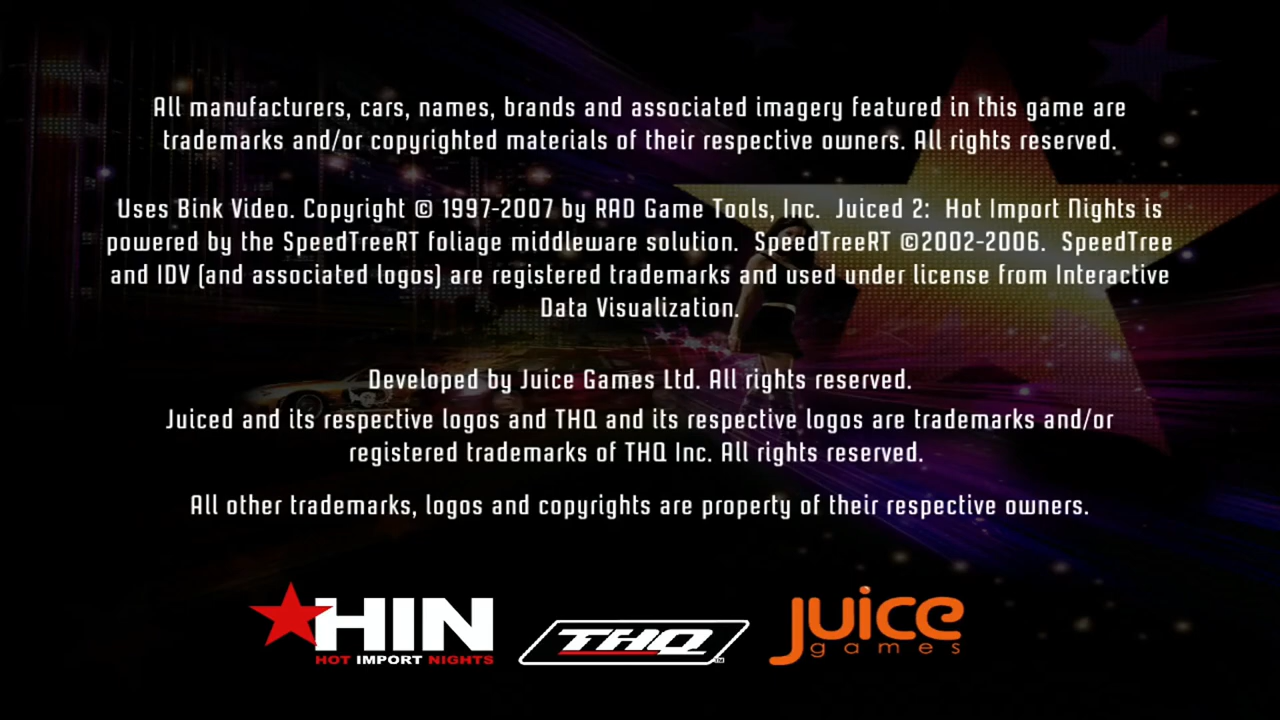 All manufacturers, cars, names, brands and associated imagery featured in this game are
trademarks and/or copyrighted materials of their respective owners. All rights reserved.
Uses Bink Video. Copyright © 1997-2007 by RAD Game Tools, Inc.  Juiced 2:  Hot Import Nights is
powered by the SpeedTreeRT foliage middleware solution.  SpeedTreeRT ©2002-2006.  SpeedTree
and IDV (and associated logos) are registered trademarks and used under license from Interactive
Data Visualization.
Developed by Juice Games Ltd. All rights reserved.
Juiced and its respective logos and THQ and its respective logos are trademarks and/or
registered trademarks of THQ Inc. All rights reserved.
All other trademarks, logos and copyrights are property of their respective owners.
HIN
HOT IMPORT NIGHTS
THQ™
juice
games